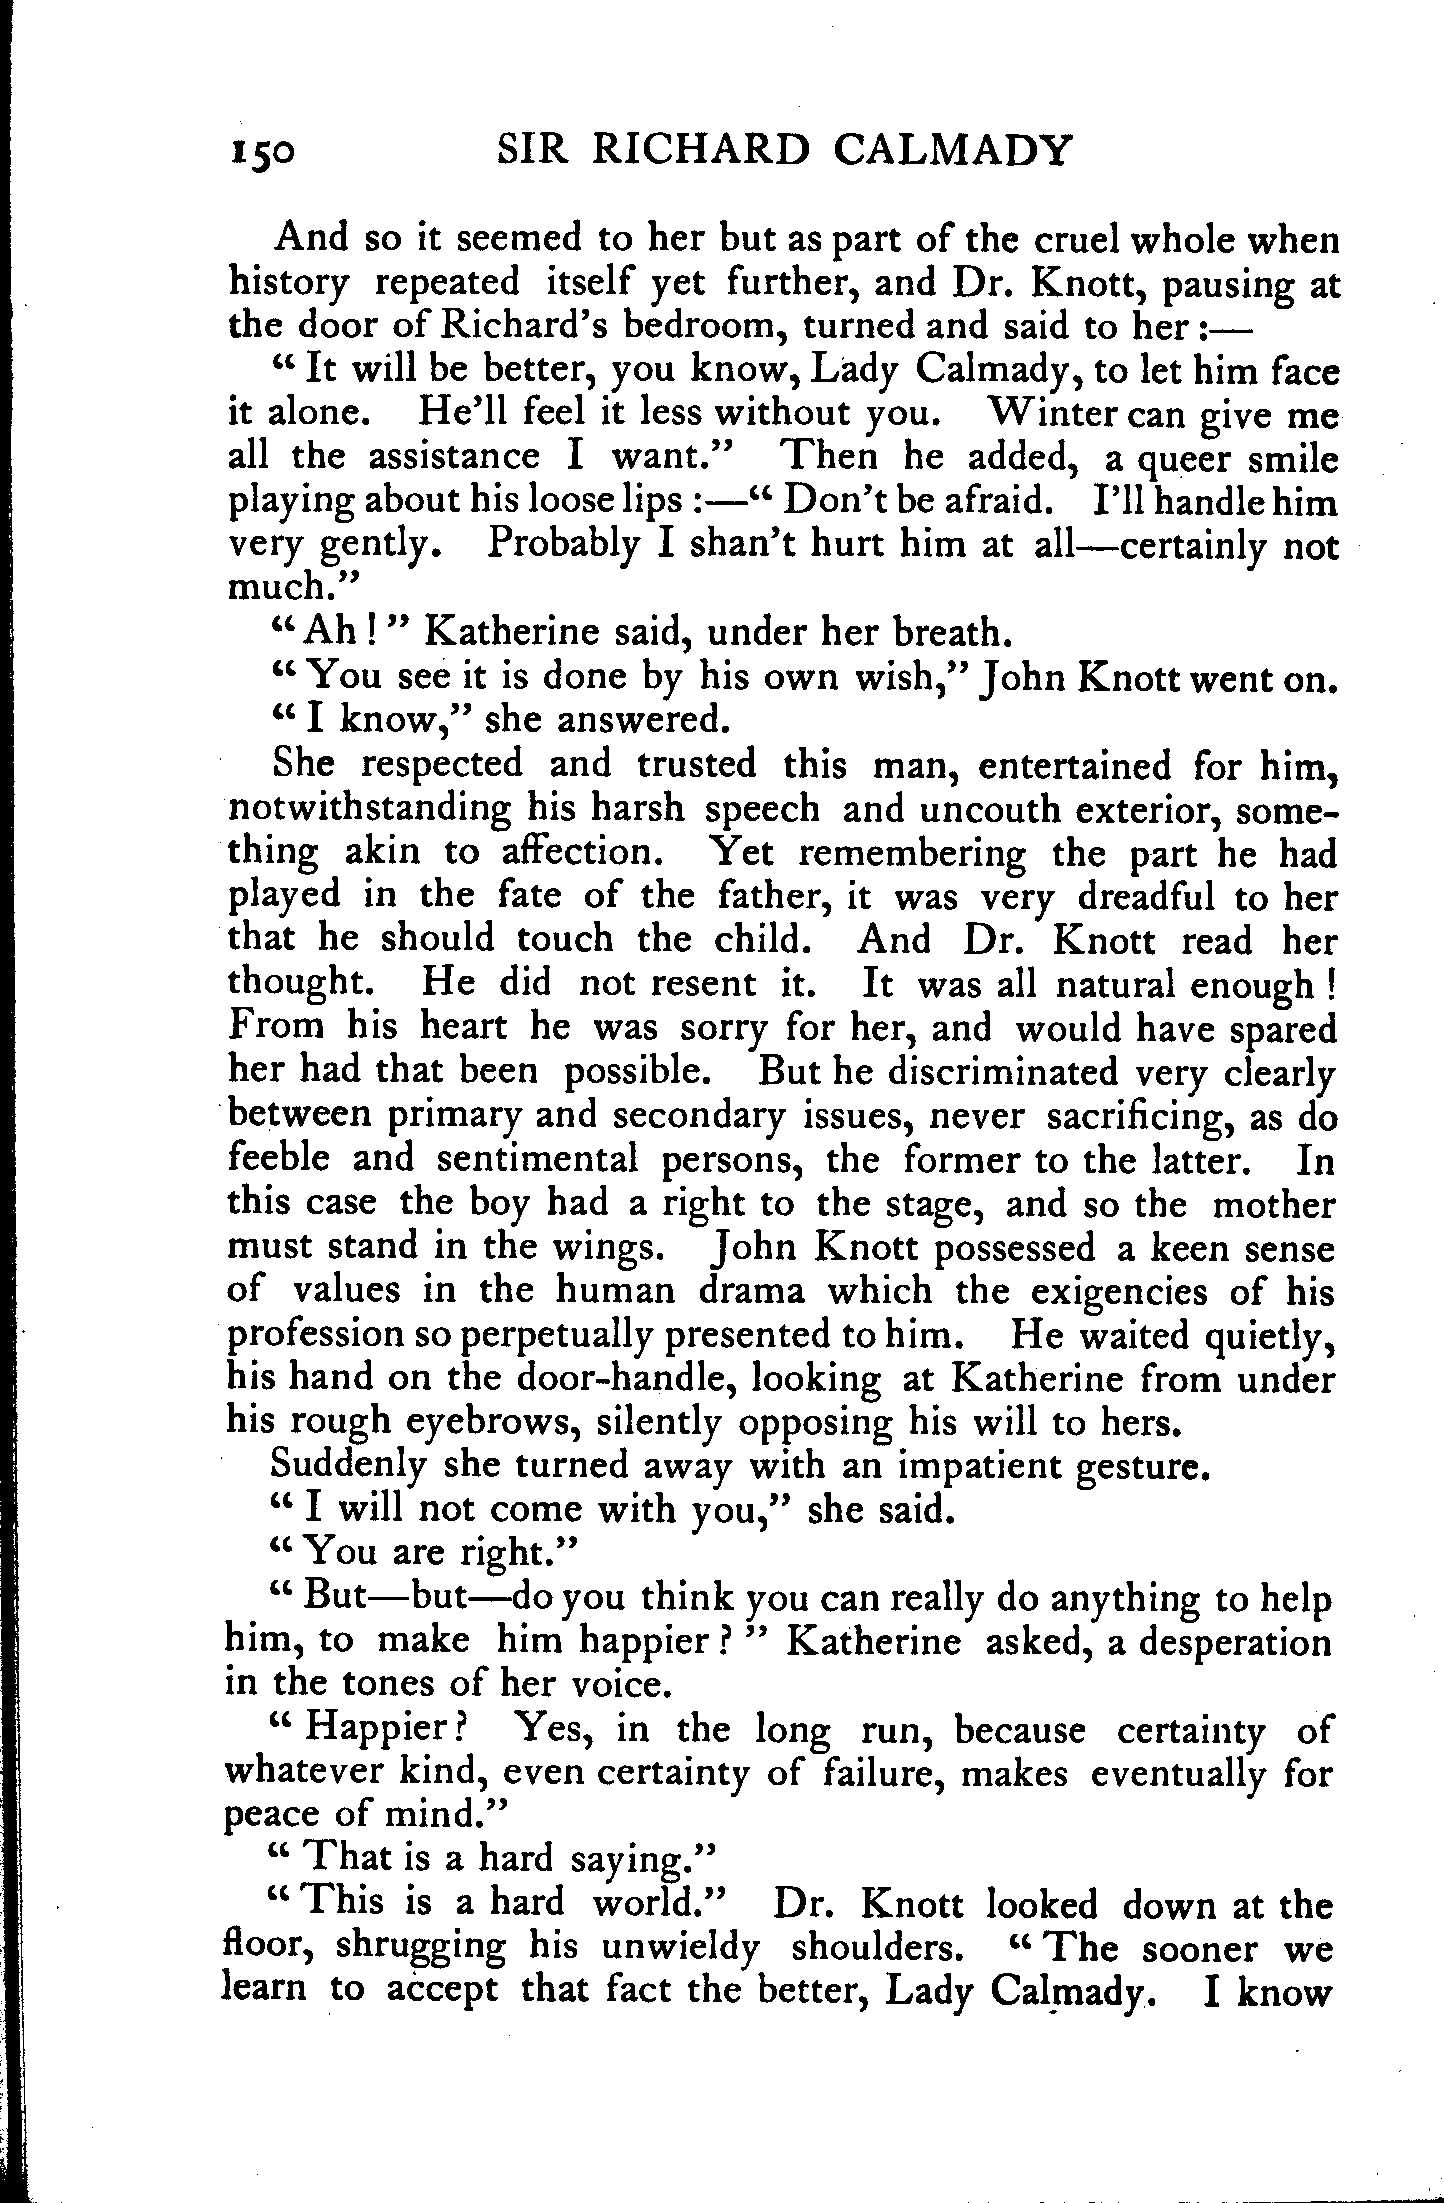 150 SIR RICHARD CALMADY
And so it seemed to her but as part of the cruel whole when
history repeated itself yet further, and Dr. Knott, pausing at
the door of Richard's bedroom, turned and said to her :—
“ It will be better, you know, Lady Calmady, to let him face
it alone. He'll feel it less without you. Winter can give me
all the assistance I want.” Then he added, a queer smile
playing about his loose lips :—“ Don't be afraid. I'll handle him
very gently. Probably I shan't hurt him at all—certainly not
much.”
“ Ah ! ” Katherine said, under her breath.
“ You see it is done by his own wish,” John Knott went on.
“ I know,” she answered.
She respected and trusted this man, entertained for him,
notwithstanding his harsh speech and uncouth exterior, some-
thing akin to affection. Yet remembering the part he had
played in the fate of the father, it was very dreadful to her
that he should touch the child. And Dr. Knott read her
thought. He did not resent it. It was all natural enough !
From his heart he was sorry for her, and would have spared
her had that been possible. But he discriminated very clearly
between primary and secondary issues, never sacrificing, as do
feeble and sentimental persons, the former to the latter. In
this case the boy had a right to the stage, and so the mother
must stand in the wings. John Knott possessed a keen sense
of values in the human drama which the exigencies of his
profession so perpetually presented to him. He waited quietly,
his hand on the door-handle, looking at Katherine from under
his rough eyebrows, silently opposing his will to hers.
Suddenly she turned away with an impatient gesture.
“ I will not come with you,” she said.
“ You are right.”
“ But—but—do you think you can really do anything to help
him, to make him happier ? ” Katherine asked, a desperation
in the tones of her voice.
“ Happier ? Yes, in the long run, because certainty of
whatever kind, even certainty of failure, makes eventually for
peace of mind.”
“ That is a hard saying.”
“ This is a hard world.” Dr. Knott looked down at the
floor, shrugging his unwieldy shoulders. “ The sooner we
learn to accept that fact the better, Lady Calmady. I know